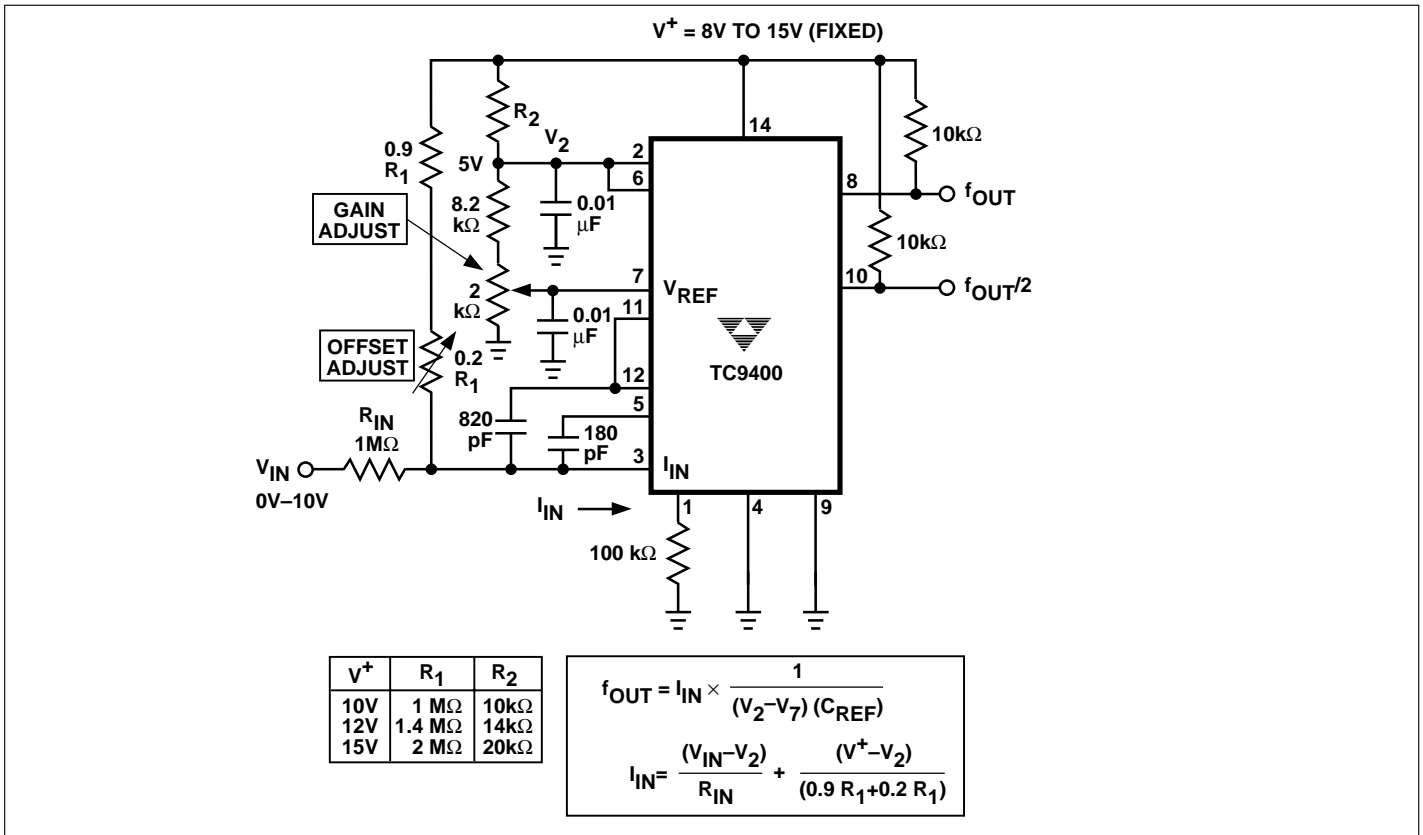 V+ = 8V TO 15V (FIXED)
R2
V2
14
10kΩ
0.9
R1
5V
2
6
8
fOUT
GAIN
ADJUST
8.2
kΩ
0.01
μF
10kΩ
2
kΩ
7
VREF
10
fOUT/2
11
0.01
μF
OFFSET
ADJUST
0.2
R1
TC9400
12
5
RIN
1MΩ
820
pF
180
pF
3
IIN
VIN
0V–10V
IIN
1
4
9
100 kΩ
V+ R1 R2
10V 1 MΩ 10kΩ
12V 1.4 MΩ 14kΩ
15V 2 MΩ 20kΩ
fOUT = IIN × 1
(V2–V7) (CREF)
IIN= (VIN–V2) + (V+–V2)
RIN (0.9 R1+0.2 R1)